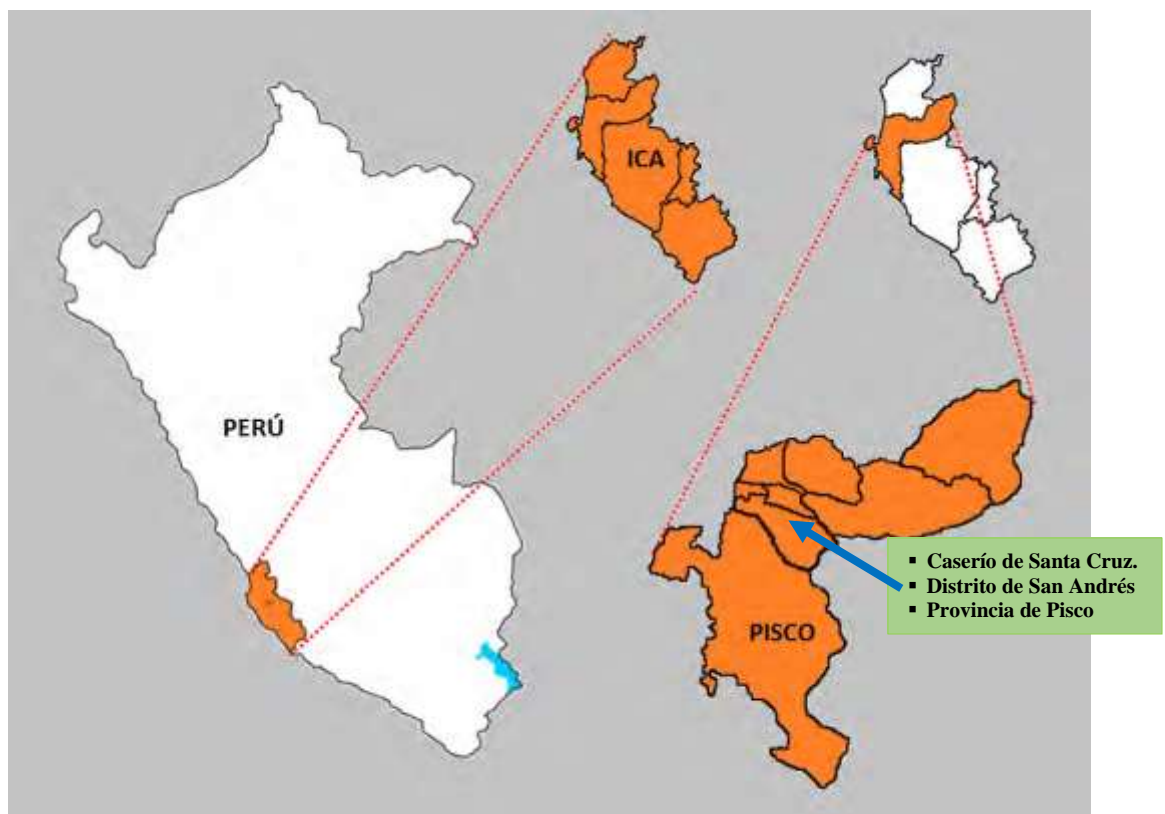 ICA
PERÚ
▪ Caserío de Santa Cruz.
▪ Distrito de San Andrés
▪ Provincia de Pisco
PISCO